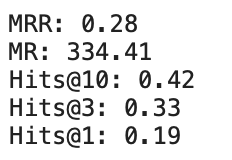 MRR: 0.28
MR: 334.41
Hits@10: 0.42
Hits@3: 0.33
Hits@1: 0.19